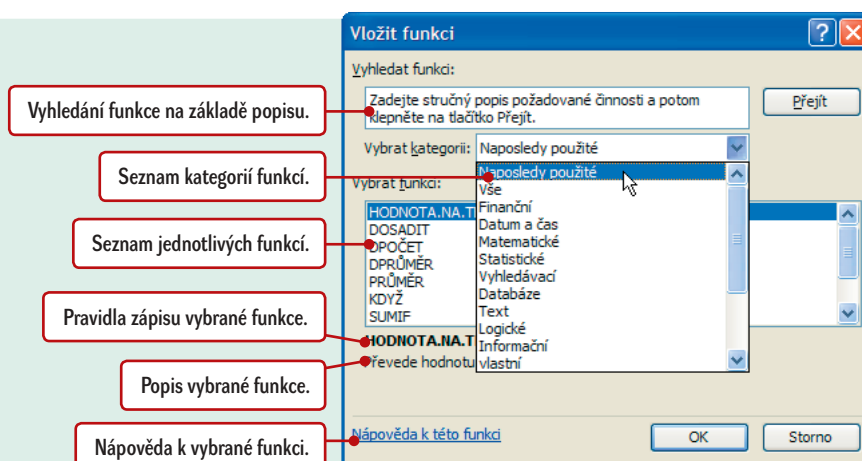 Vložit funkci
Vyhledat funkci:
Vyhledání funkce na základě popisu.
Zadejte stručný popis požadované činnosti a potom
klepněte na tlačítko Přejít.
Přejít
Vybrat kategorii:
Naposledy použité
Seznam kategorií funkcí.
Naposledy použité
Vše
Finanční
Datum a čas
Matematické
Statistické
Vyhledávací
Databáze
Text
Logické
Informační
vlastní
Vybrat funkci:
Seznam jednotlivých funkcí.
HODNOTA.NA.T
DOSADIT
DPOČET
DPRŮMĚR
PRŮMĚR
KDYŽ
SUMIF
Pravidla zápisu vybrané funkce.
HODNOTA.NA.T
Popis vybrané funkce.
Převede hodnotu
Nápověda k vybrané funkci.
Nápověda k této funkci
OK
Storno